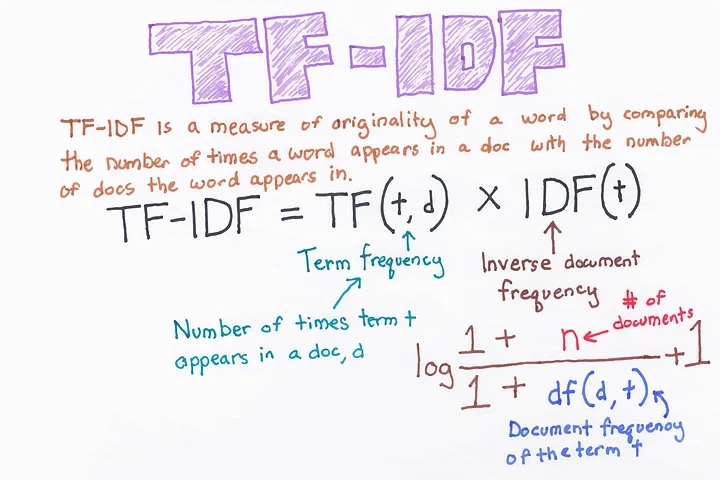 TF-IDF
TF-IDF is a measure of originality of a word by comparing
the number of times a word appears in a doc with the number
of docs the word appears in.
TF-IDF = TF(t, d) × IDF(t)
Term frequency
Inverse document
frequency
Number of times term t
appears in a doc, d
# of
documents
log (1 + n) / (1 + df(d, t)) + 1
Document frequency
of the term t